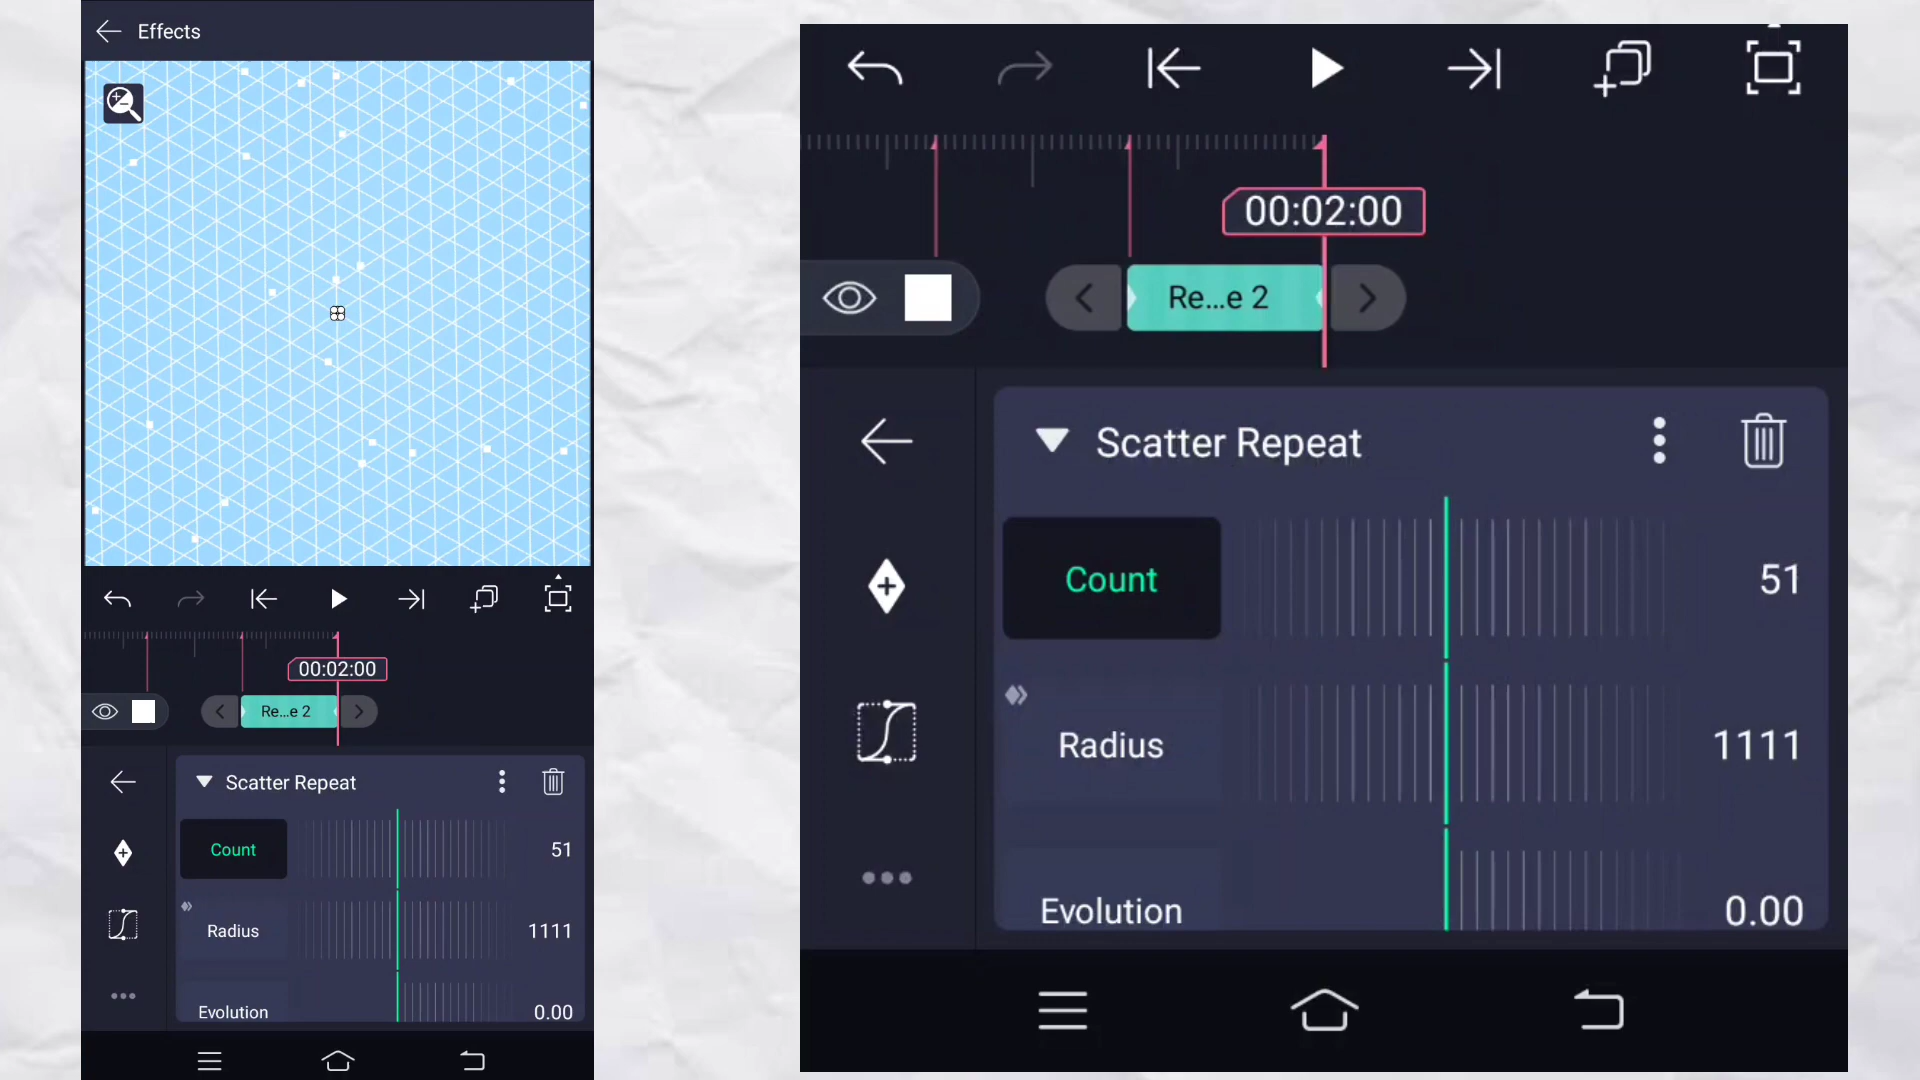 Effects
00:02:00
Re...e 2
Scatter Repeat
Count
51
Radius
1111
Evolution
0.00
00:02:00
Re...e 2
Scatter Repeat
Count
51
Radius
1111
Evolution
0.00